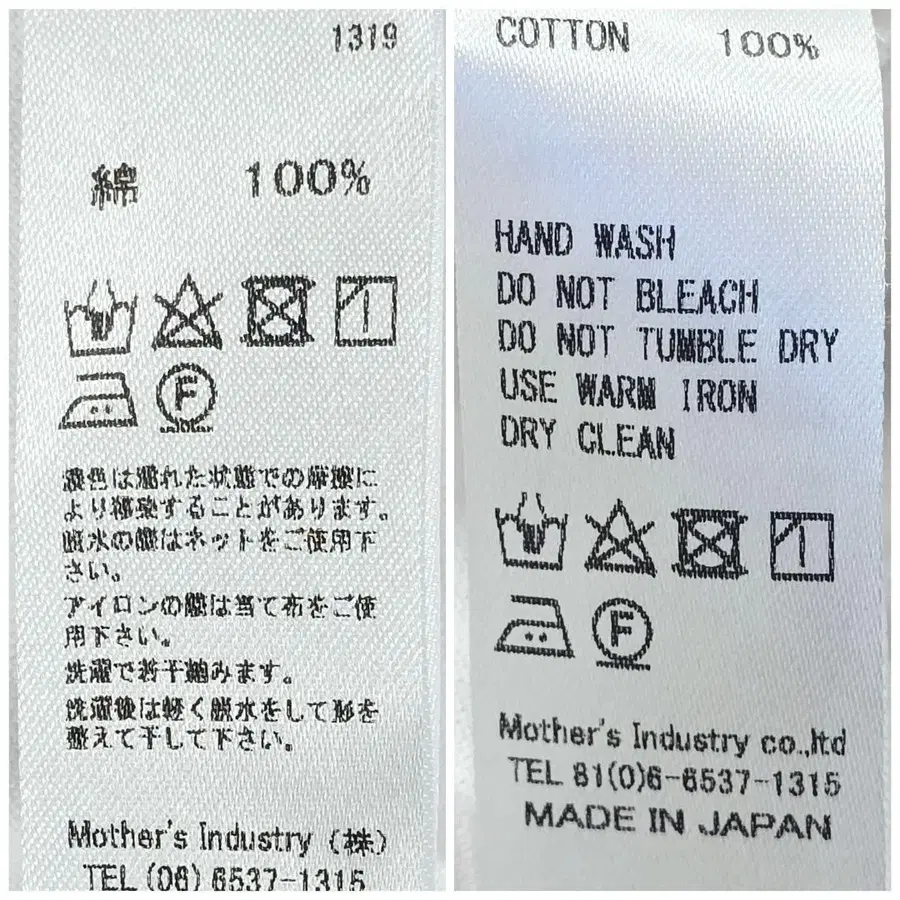 1319
綿 100%
F
濃色は濡れた状態での摩擦に
より移染することがあります。
脱水の際はネットをご使用下
さい。
アイロンの際は当て布をご使
用下さい。
洗濯で若干縮みます。
洗濯後は軽く脱水をして形を
整えて干して下さい。
Mother's Industry (株)
TEL (06) 6537-1315
COTTON 100%
HAND WASH
DO NOT BLEACH
DO NOT TUMBLE DRY
USE WARM IRON
DRY CLEAN
F
Mother's Industry co.,ltd
TEL 81(0)6-6537-1315
MADE IN JAPAN